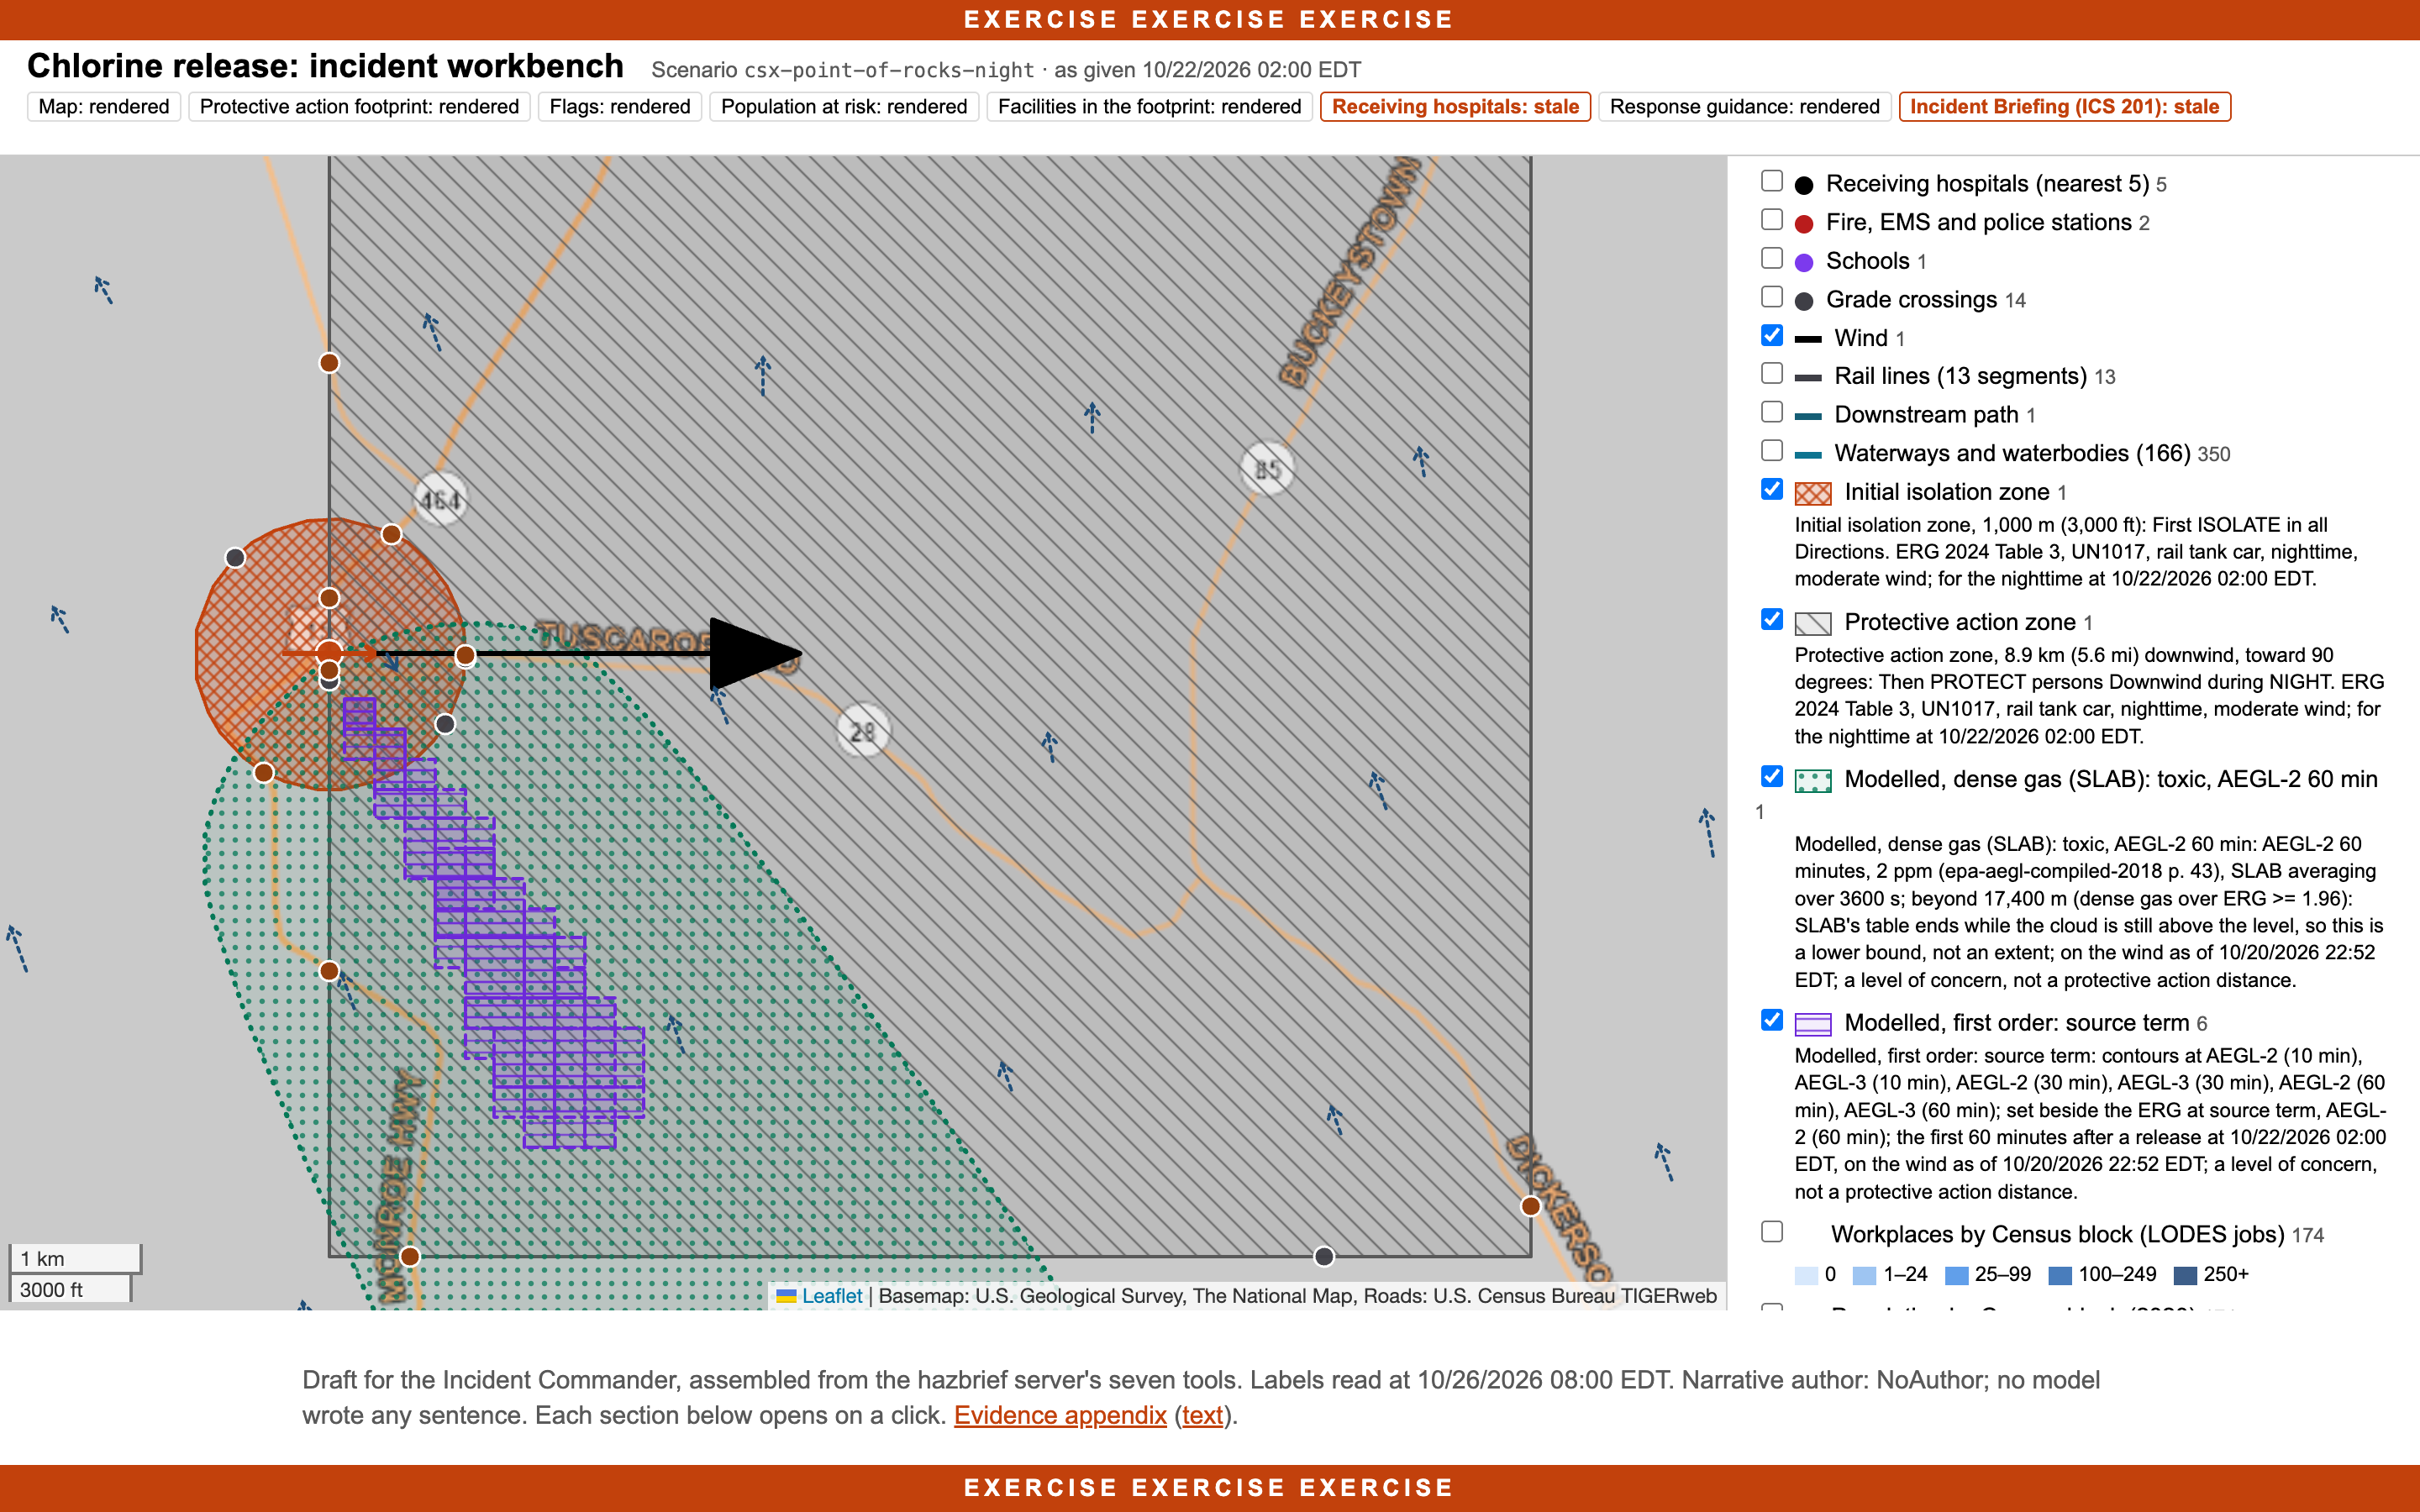 EXERCISE EXERCISE EXERCISE
Chlorine release: incident workbench Scenario csx-point-of-rocks-night · as given 10/22/2026 02:00 EDT
Map: rendered Protective action footprint: rendered Flags: rendered Population at risk: rendered Facilities in the footprint: rendered Receiving hospitals: stale Response guidance: rendered Incident Briefing (ICS 201): stale
BUCKEYSTOWN
464
85
28
MONROE HWY
1 km
3000 ft
Leaflet | Basemap: U.S. Geological Survey, The National Map, Roads: U.S. Census Bureau TIGERweb
Receiving hospitals (nearest 5) 5
Fire, EMS and police stations 2
Schools 1
Grade crossings 14
Wind 1
Rail lines (13 segments) 13
Downstream path 1
Waterways and waterbodies (166) 350
Initial isolation zone 1
Initial isolation zone, 1,000 m (3,000 ft): First ISOLATE in all
Directions. ERG 2024 Table 3, UN1017, rail tank car, nighttime,
moderate wind; for the nighttime at 10/22/2026 02:00 EDT.
Protective action zone 1
Protective action zone, 8.9 km (5.6 mi) downwind, toward 90
degrees: Then PROTECT persons Downwind during NIGHT. ERG
2024 Table 3, UN1017, rail tank car, nighttime, moderate wind; for
the nighttime at 10/22/2026 02:00 EDT.
Modelled, dense gas (SLAB): toxic, AEGL-2 60 min
1
Modelled, dense gas (SLAB): toxic, AEGL-2 60 min: AEGL-2 60
minutes, 2 ppm (epa-aegl-compiled-2018 p. 43), SLAB averaging
over 3600 s; beyond 17,400 m (dense gas over ERG >= 1.96):
SLAB's table ends while the cloud is still above the level, so this is
a lower bound, not an extent; on the wind as of 10/20/2026 22:52
EDT; a level of concern, not a protective action distance.
Modelled, first order: source term 6
Modelled, first order: source term: contours at AEGL-2 (10 min),
AEGL-3 (10 min), AEGL-2 (30 min), AEGL-3 (30 min), AEGL-2 (60
min), AEGL-3 (60 min); set beside the ERG at source term, AEGL-
2 (60 min); the first 60 minutes after a release at 10/22/2026 02:00
EDT, on the wind as of 10/20/2026 22:52 EDT; a level of concern,
not a protective action distance.
Workplaces by Census block (LODES jobs) 174
0 1–24 25–99 100–249 250+
Draft for the Incident Commander, assembled from the hazbrief server's seven tools. Labels read at 10/26/2026 08:00 EDT. Narrative author: NoAuthor; no model
wrote any sentence. Each section below opens on a click. Evidence appendix (text).
EXERCISE EXERCISE EXERCISE